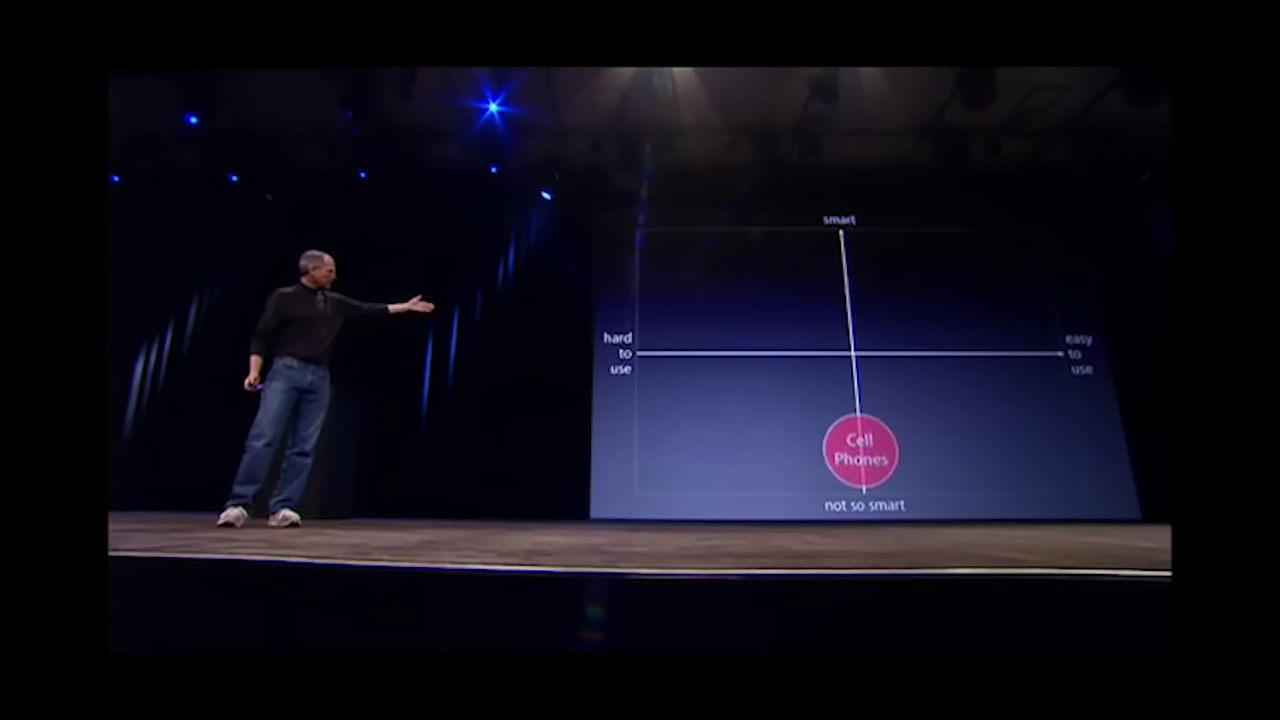 smart
hard
to
use
easy
to
use
Cell
Phones
not so smart